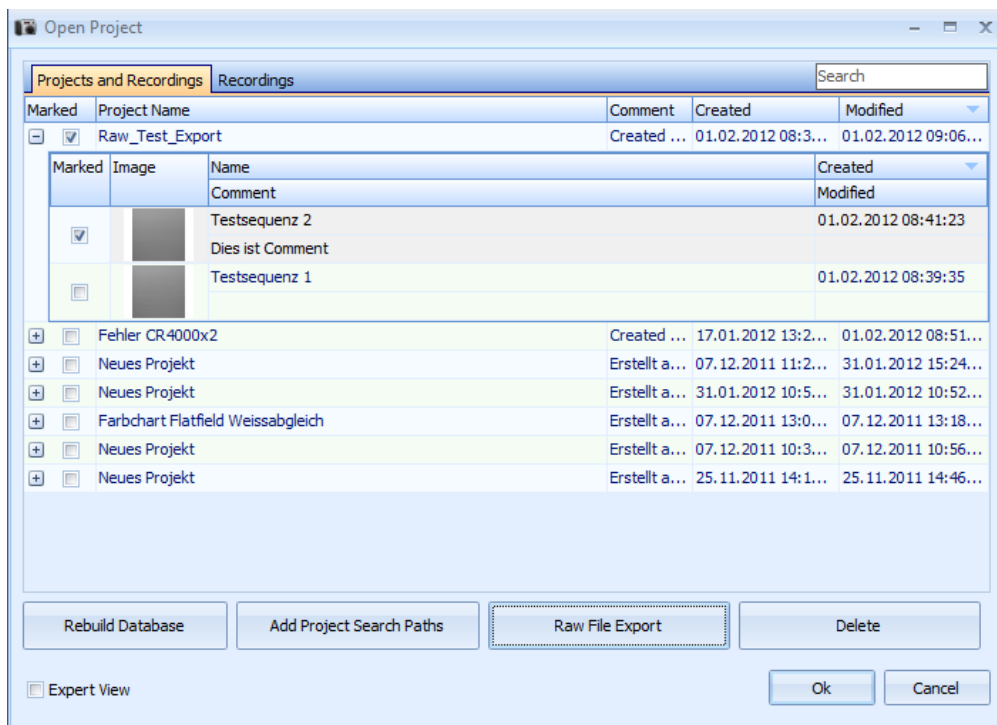 Open Project
Projects and Recordings Recordings Search
Marked Project Name Comment Created Modified
Raw_Test_Export Created ... 01.02.2012 08:3... 01.02.2012 09:06...
Marked Image Name Created
Comment Modified
Testsequenz 2 01.02.2012 08:41:23
Dies ist Comment
Testsequenz 1 01.02.2012 08:39:35
Fehler CR4000x2 Created ... 17.01.2012 13:2... 01.02.2012 08:51...
Neues Projekt Erstellt a... 07.12.2011 11:2... 31.01.2012 15:24...
Neues Projekt Erstellt a... 31.01.2012 10:5... 31.01.2012 10:52...
Farbchart Flatfield Weissabgleich Erstellt a... 07.12.2011 13:0... 07.12.2011 13:18...
Neues Projekt Erstellt a... 07.12.2011 10:3... 07.12.2011 10:56...
Neues Projekt Erstellt a... 25.11.2011 14:1... 25.11.2011 14:46...
Rebuild Database Add Project Search Paths Raw File Export Delete
Expert View Ok Cancel